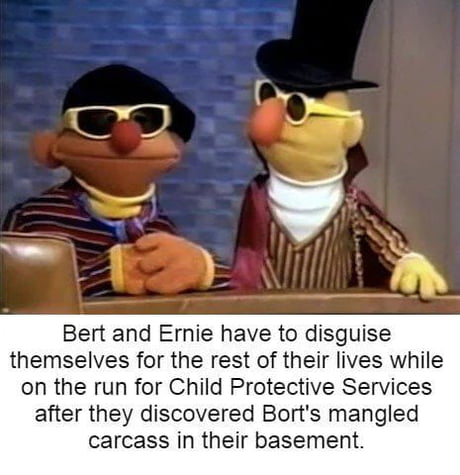 Bert and Ernie have to disguise
themselves for the rest of their lives while
on the run for Child Protective Services
after they discovered Bort's mangled
carcass in their basement.